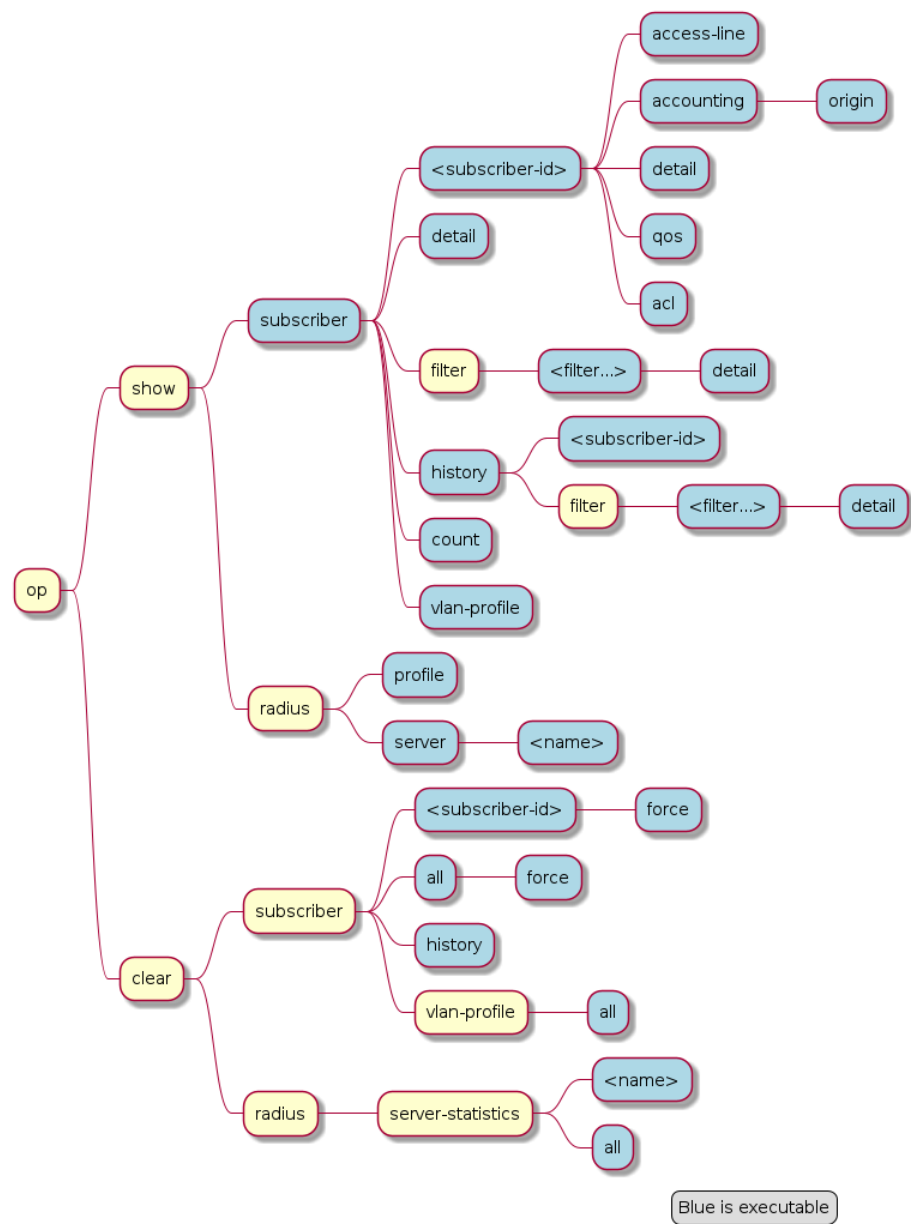 access-line
accounting
origin
<subscriber-id>
detail
detail
qos
acl
subscriber
show
filter
<filter...>
detail
history
<subscriber-id>
filter
<filter...>
detail
count
vlan-profile
op
radius
profile
server
<name>
<subscriber-id>
force
all
force
subscriber
history
clear
vlan-profile
all
radius
server-statistics
<name>
all
Blue is executable